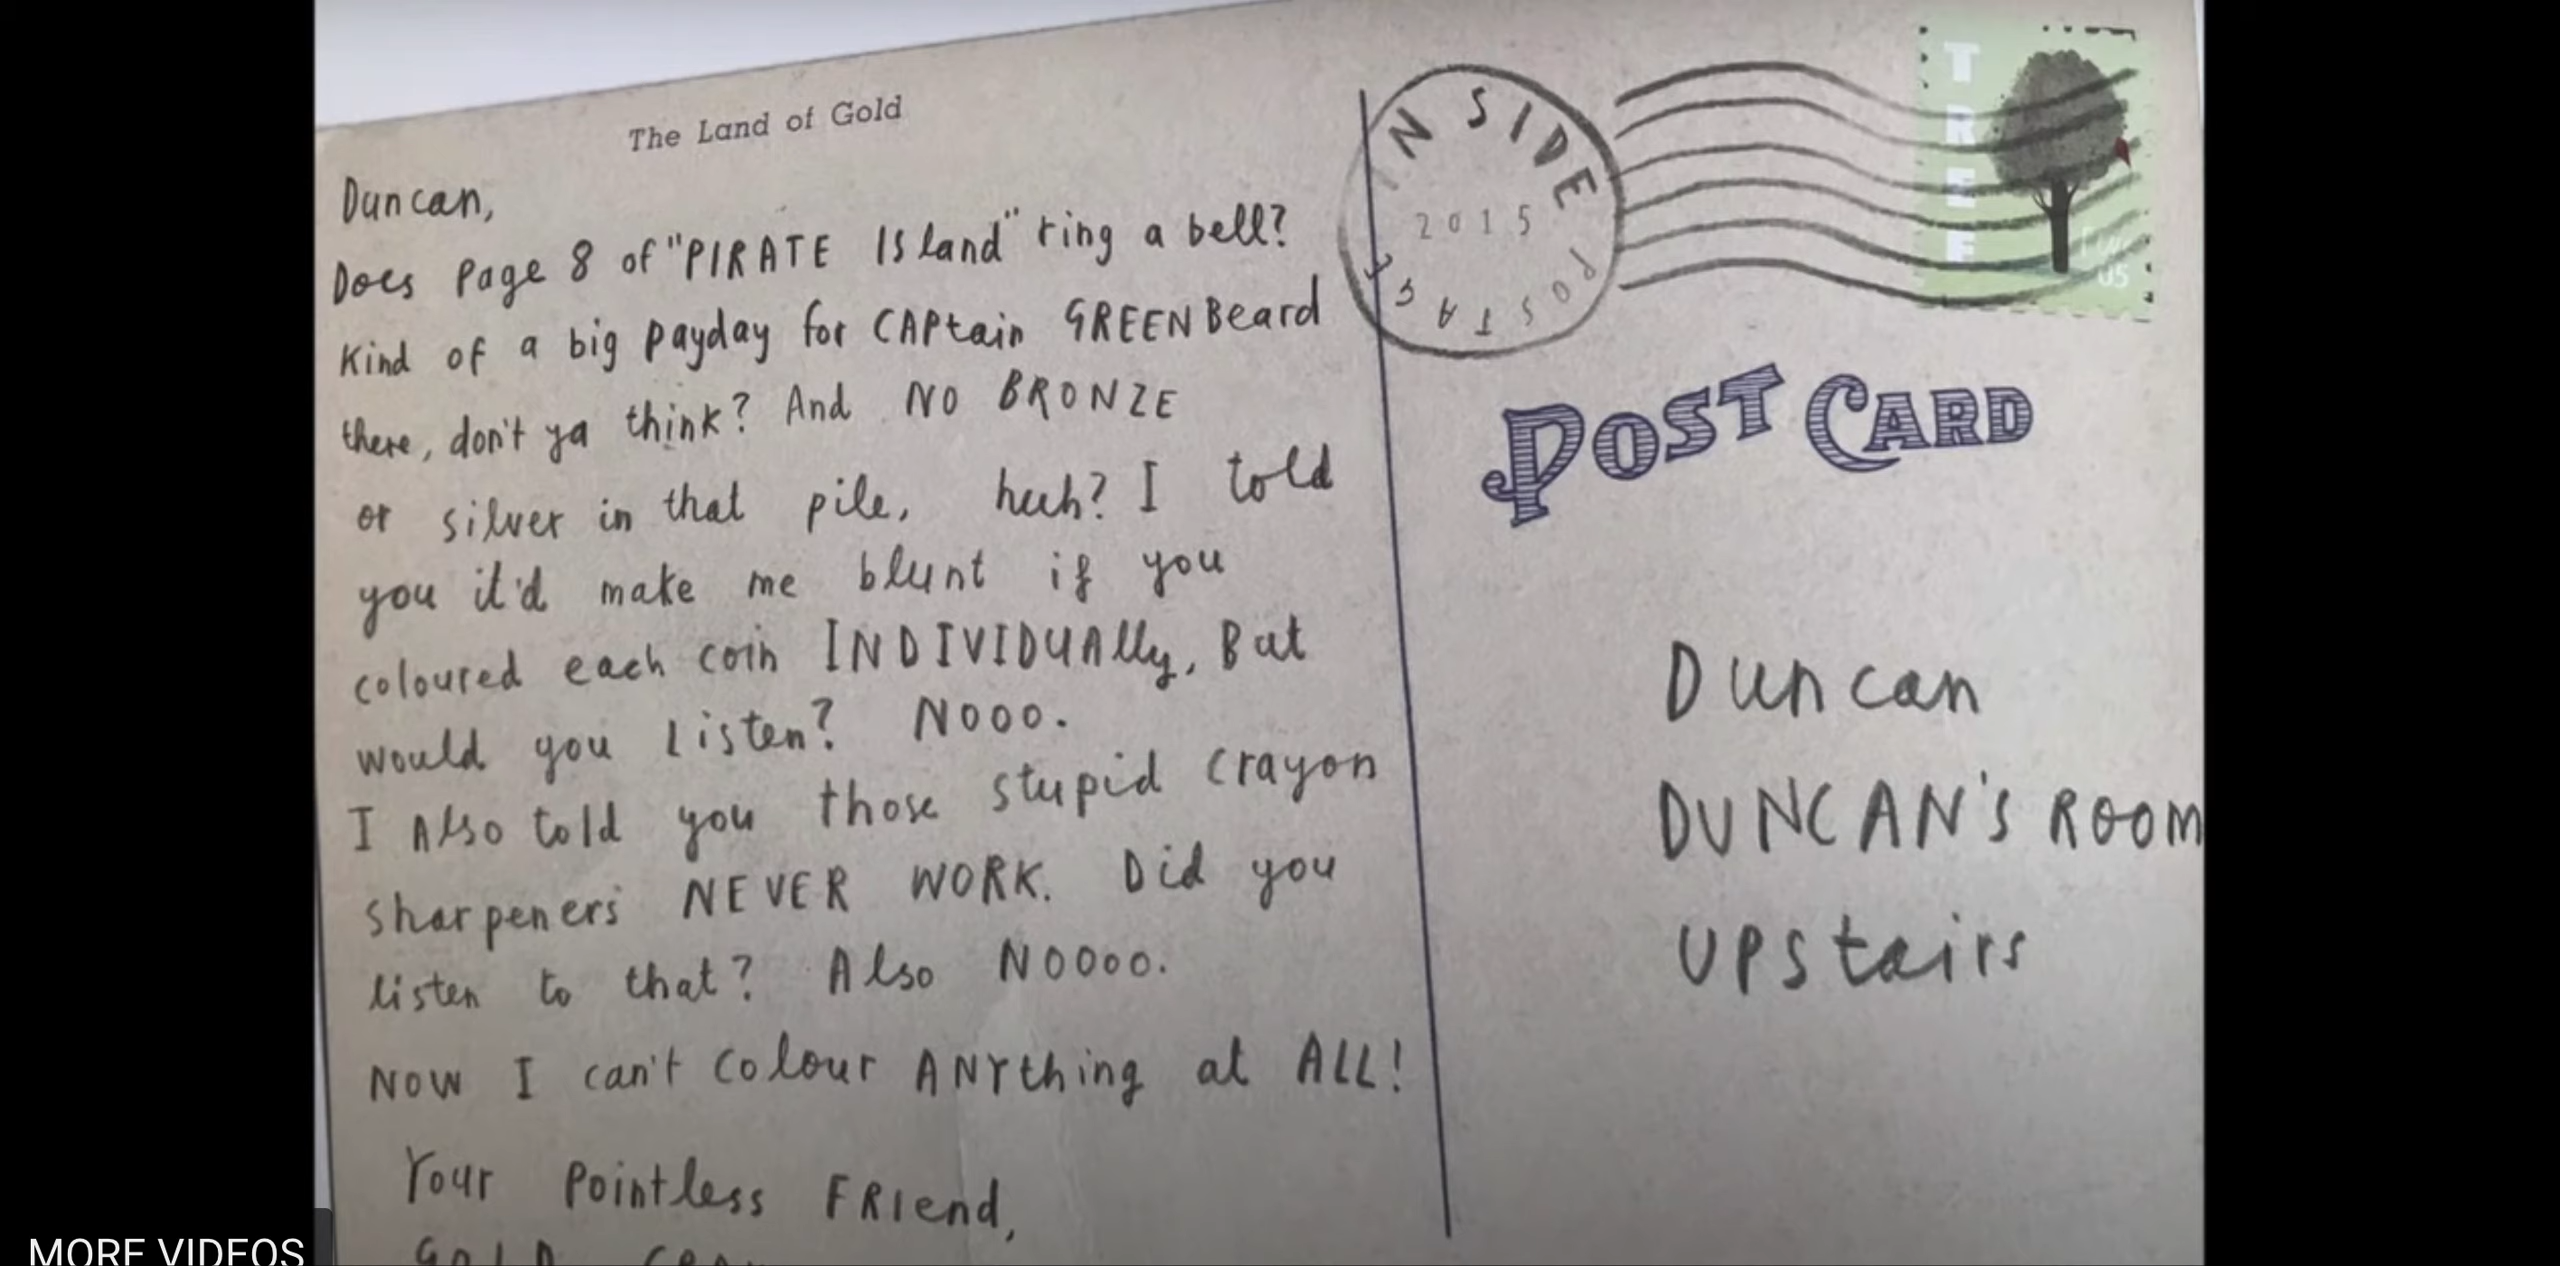 The Land of Gold
Duncan,
Does Page 8 of "PIRATE ISland" ring a bell?
Kind of a big payday for CAPtain GREENBeard
there, don't ya think? And NO BRONZE
or silver in that pile, huh? I told
you it'd make me blunt if you
coloured each coin INDIVIDUAlly, But
would you Listen? Nooo.
I Also told you those stupid crayon
sharpeners NEVER WORK. Did you
listen to that? Also NOooo.
NOW I can't colour ANYthing at ALL!
Your Pointless FRIend,
GOLD
IN SIDE
2015
POSTAGE
TREE
US
POST CARD
Duncan
DUNCAN'S ROOM
UPstairs
MORE VIDEOS